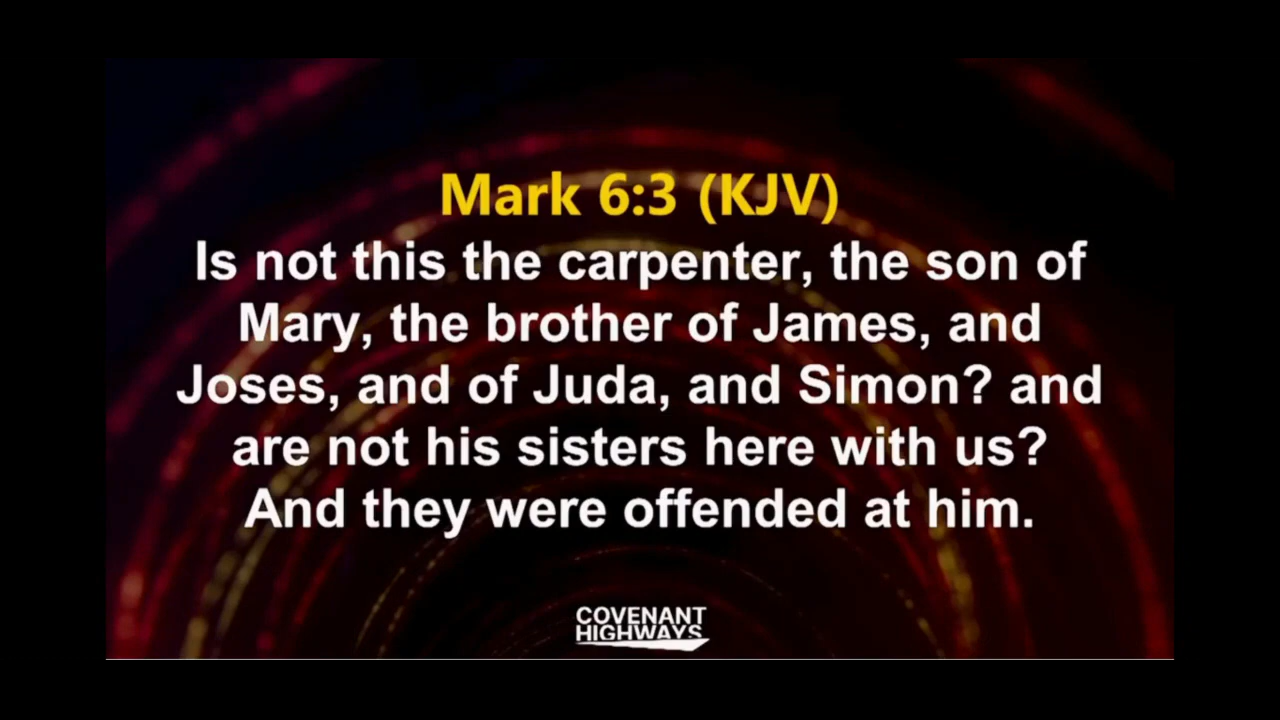 Mark 6:3 (KJV)
Is not this the carpenter, the son of
Mary, the brother of James, and
Joses, and of Juda, and Simon? and
are not his sisters here with us?
And they were offended at him.
COVENANT
HIGHWAYS